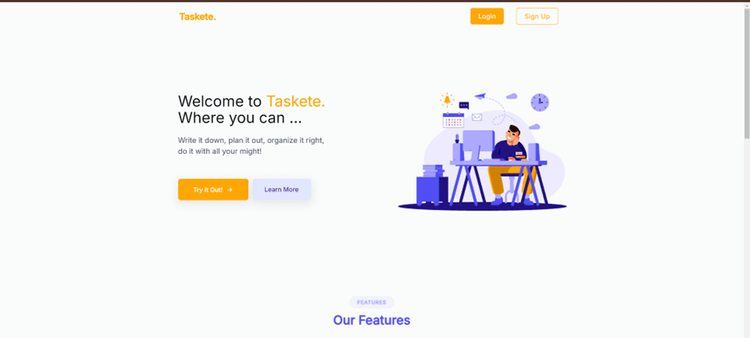 Taskete.
Login
Sign Up
Welcome to Taskete.
Where you can ...
Write it down, plan it out, organize it right,
do it with all your might!
Try It Out! →
Learn More
FEATURES
Our Features